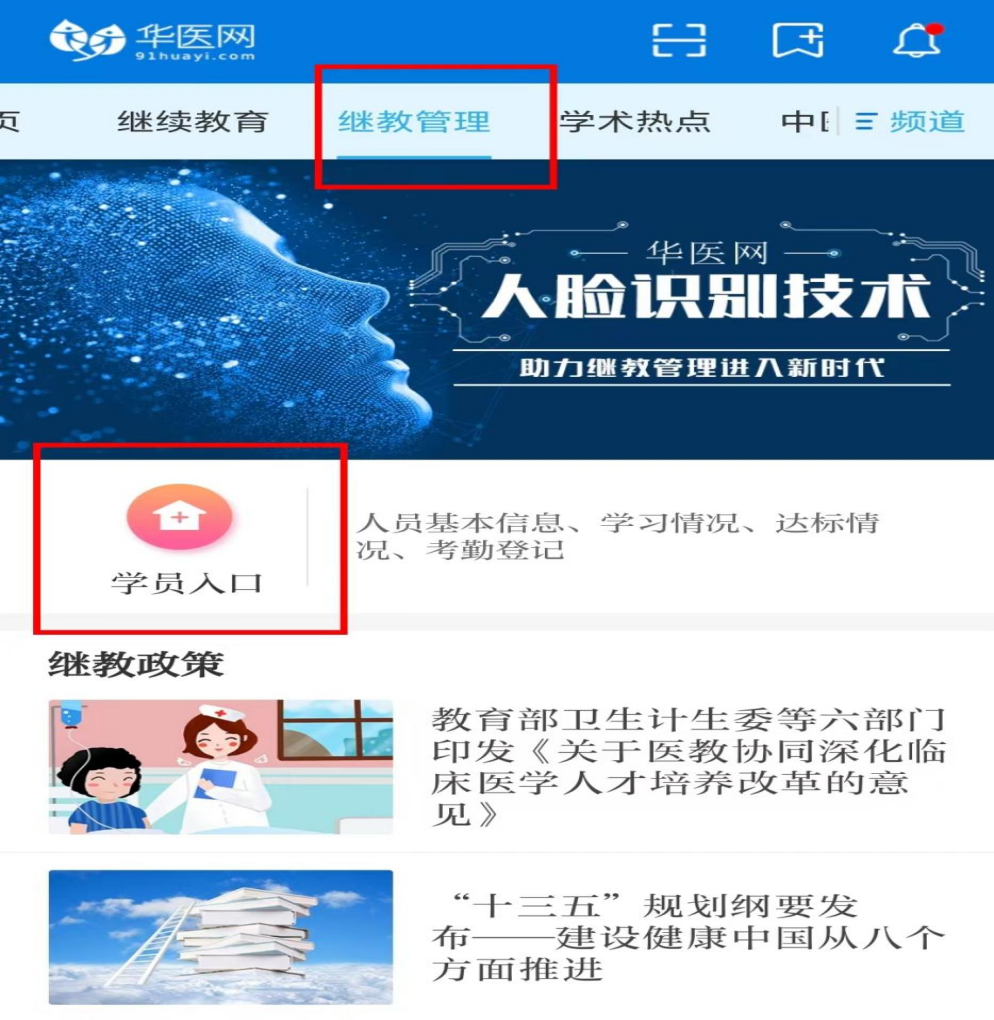 华医网
91huayi.com
页 继续教育 继教管理 学术热点 中 频道
华医网
人脸识别技术
助力继教管理进入新时代
人员基本信息、学习情况、达标情
况、考勤登记
学员入口
继教政策
教育部卫生计生委等六部门
印发《关于医教协同深化临
床医学人才培养改革的意
见》
“十三五”规划纲要发
布——建设健康中国从八个
方面推进